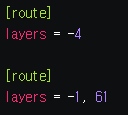 [route]
layers = -4
[route]
layers = -1, 61